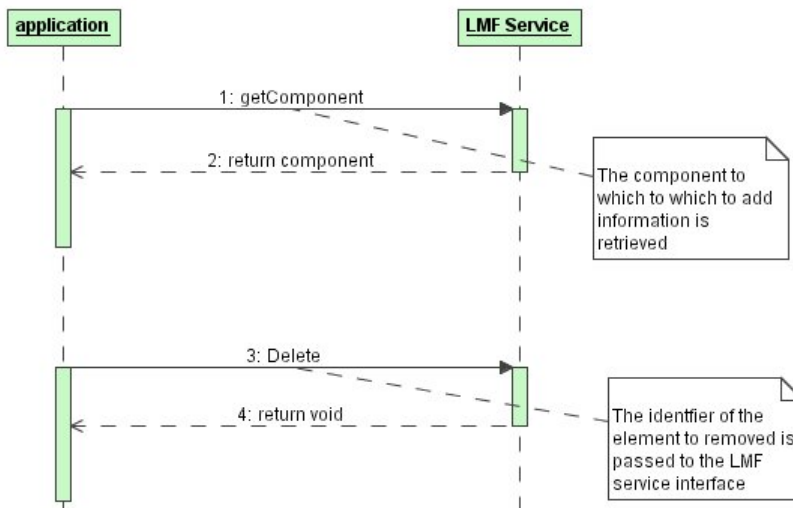 application
LMF Service
1: getComponent
2: return component
The component to
which to which to add
information is
retrieved
3: Delete
4: return void
The identfier of the
element to removed is
passed to the LMF
service interface